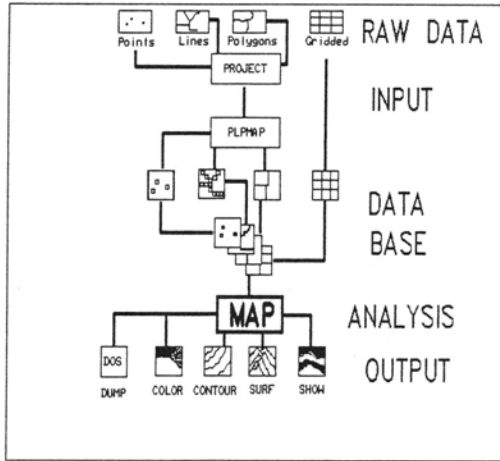 Points Lines Polygons Gridded RAW DATA
PROJECT
INPUT
PLPMAP
DATA
BASE
MAP
ANALYSIS
DOS
OUTPUT
DUMP COLOR CONTOUR SURF SHOW